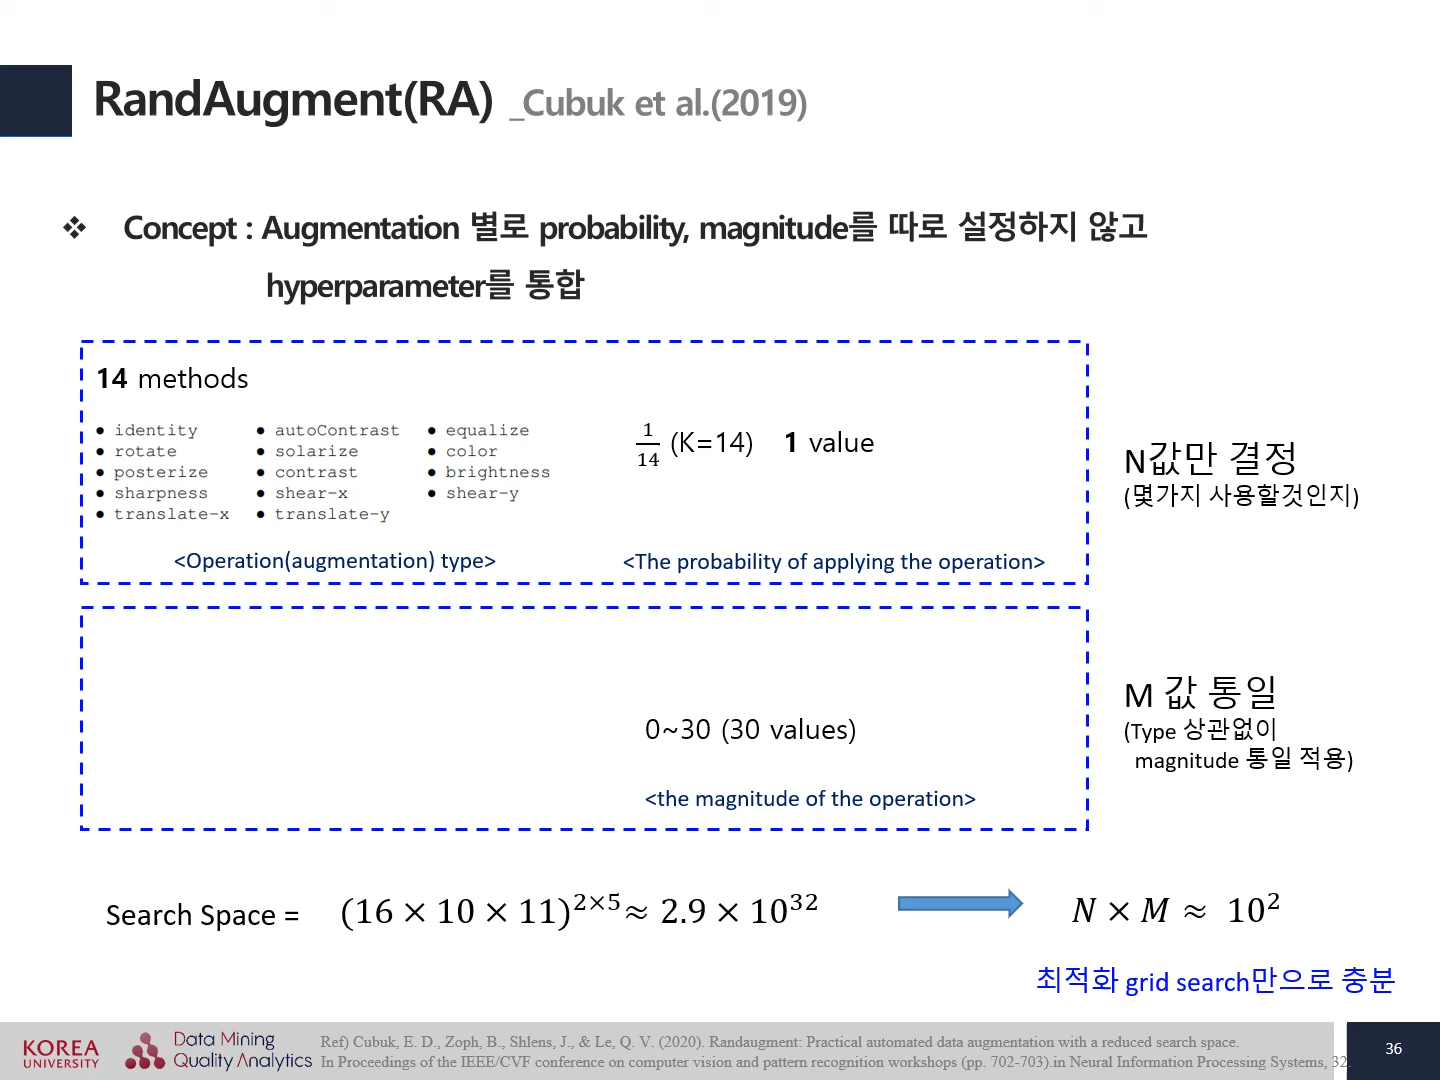 RandAugment(RA) _Cubuk et al.(2019)
❖ Concept : Augmentation 별로 probability, magnitude를 따로 설정하지 않고
hyperparameter를 통합
14 methods
• identity • autoContrast • equalize
• rotate • solarize • color
• posterize • contrast • brightness
• sharpness • shear-x • shear-y
• translate-x • translate-y
<Operation(augmentation) type>
1/14 (K=14) 1 value
<The probability of applying the operation>
N값만 결정
(몇가지 사용할것인지)
0~30 (30 values)
<the magnitude of the operation>
M 값 통일
(Type 상관없이
magnitude 통일 적용)
Search Space = (16 × 10 × 11)^{2×5} ≈ 2.9 × 10^{32}
N × M ≈ 10^2
최적화 grid search만으로 충분
KOREA
UNIVERSITY
Data Mining
Quality Analytics
Ref) Cubuk, E. D., Zoph, B., Shlens, J., & Le, Q. V. (2020). Randaugment: Practical automated data augmentation with a reduced search space.
In Proceedings of the IEEE/CVF conference on computer vision and pattern recognition workshops (pp. 702-703).in Neural Information Processing Systems, 32.
36